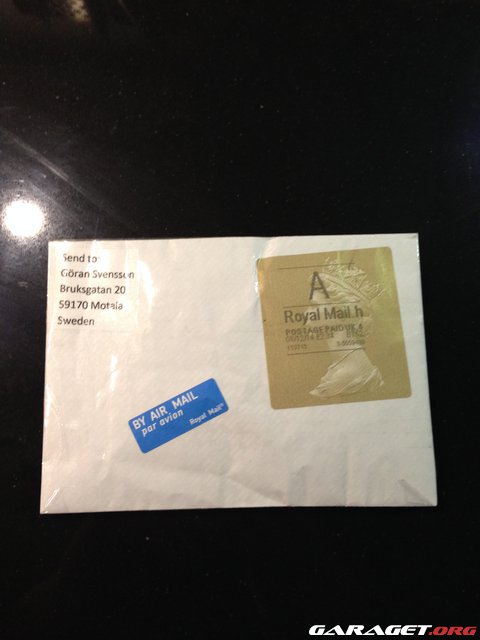 Send to:
Göran Svensson
Bruksgatan 20
59170 Motala
Sweden
A
Royal Mail
POSTAGE PAID UK
BY AIR MAIL
par avion
Royal Mail
GARAGET.ORG